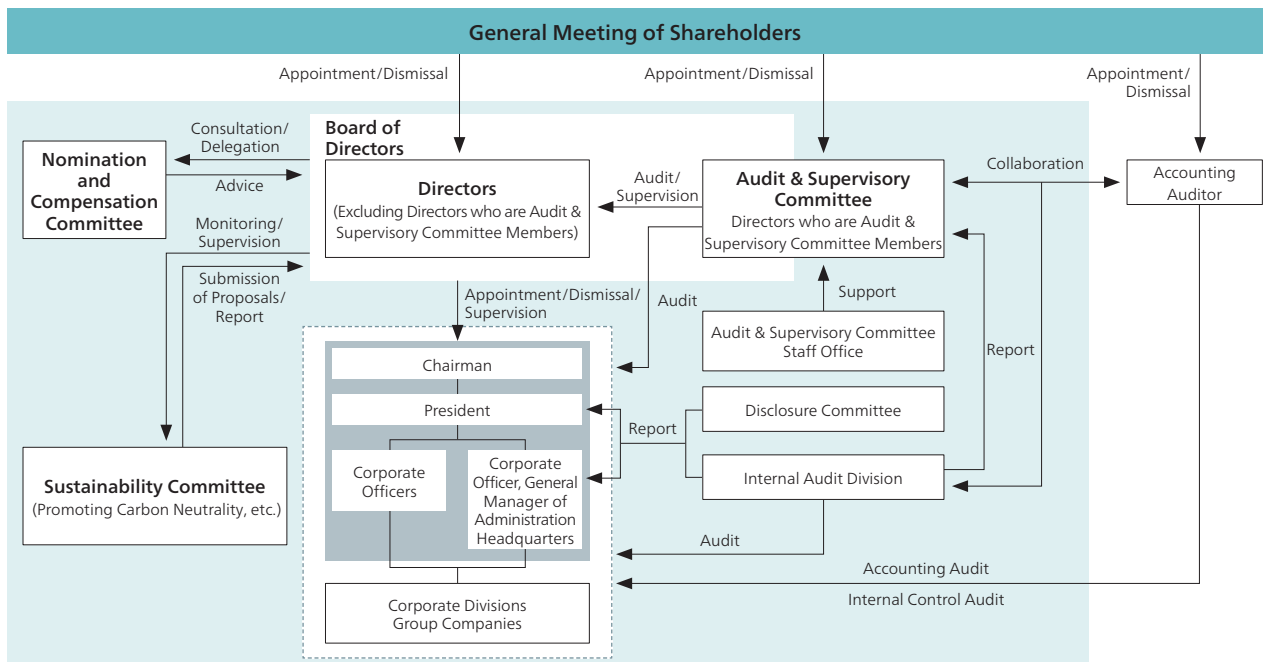 General Meeting of Shareholders
Appointment/Dismissal
Appointment/Dismissal
Appointment/
Dismissal
Board of
Directors
Consultation/
Delegation
Nomination
and
Compensation
Committee
Advice
Directors
(Excluding Directors who are Audit &
Supervisory Committee Members)
Audit/
Supervision
Audit & Supervisory
Committee
Directors who are Audit &
Supervisory Committee Members
Collaboration
Accounting
Auditor
Monitoring/
Supervision
Submission
of Proposals/
Report
Appointment/Dismissal/
Supervision
Audit
Support
Audit & Supervisory Committee
Staff Office
Report
Chairman
President
Report
Disclosure Committee
Corporate
Officers
Corporate
Officer, General
Manager of
Administration
Headquarters
Internal Audit Division
Sustainability Committee
(Promoting Carbon Neutrality, etc.)
Audit
Accounting Audit
Internal Control Audit
Corporate Divisions
Group Companies